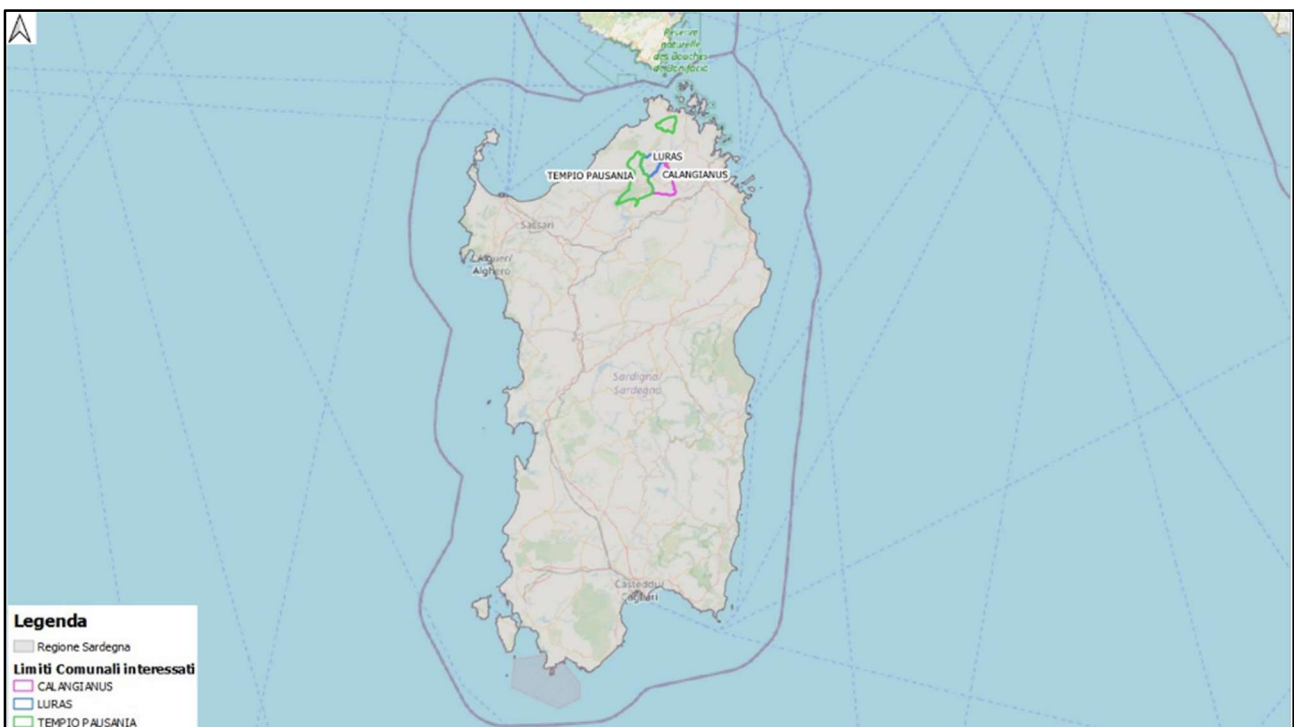 Réserve
naturelle
des Bouches
de Bonifacio
LURAS
TEMPIO PAUSANIA
CALANGIANUS
Sassari
L'Alguer/
Alghero
Sardigna/
Sardegna
Casteddu/
Cagliari
Legenda
Regione Sardegna
Limiti Comunali interessati
CALANGIANUS
LURAS
TEMPIO PAUSANIA